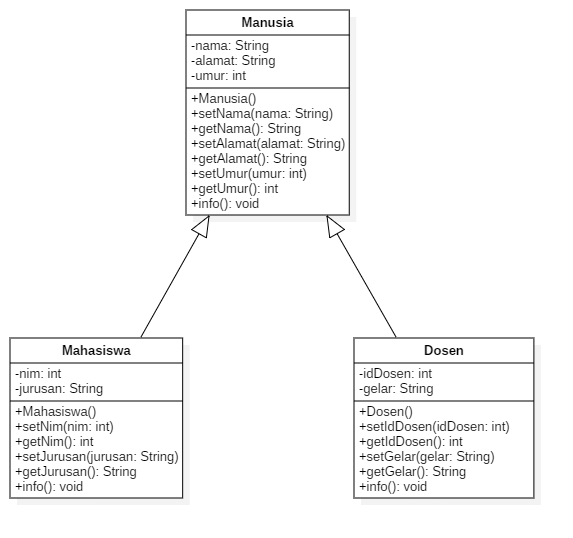 Manusia
-nama: String
-alamat: String
-umur: int
+Manusia()
+setNama(nama: String)
+getNama(): String
+setAlamat(alamat: String)
+getAlamat(): String
+setUmur(umur: int)
+getUmur(): int
+info(): void
Mahasiswa
-nim: int
-jurusan: String
+Mahasiswa()
+setNim(nim: int)
+getNim(): int
+setJurusan(jurusan: String)
+getJurusan(): String
+info(): void
Dosen
-idDosen: int
-gelar: String
+Dosen()
+setIdDosen(idDosen: int)
+getIdDosen(): int
+setGelar(gelar: String)
+getGelar(): String
+info(): void